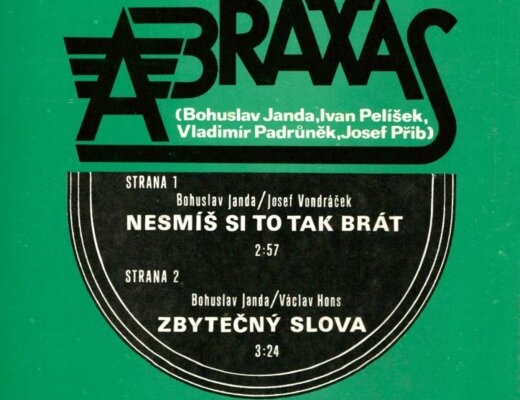 ABRAXAS
(Bohuslav Janda,Ivan Pelíšek,
Vladimír Padrůněk,Josef Přib)
STRANA 1
Bohuslav Janda/Josef Vondráček
NESMÍŠ SI TO TAK BRÁT
2:57
STRANA 2
Bohuslav Janda/Václav Hons
ZBYTEČNÝ SLOVA
3:24